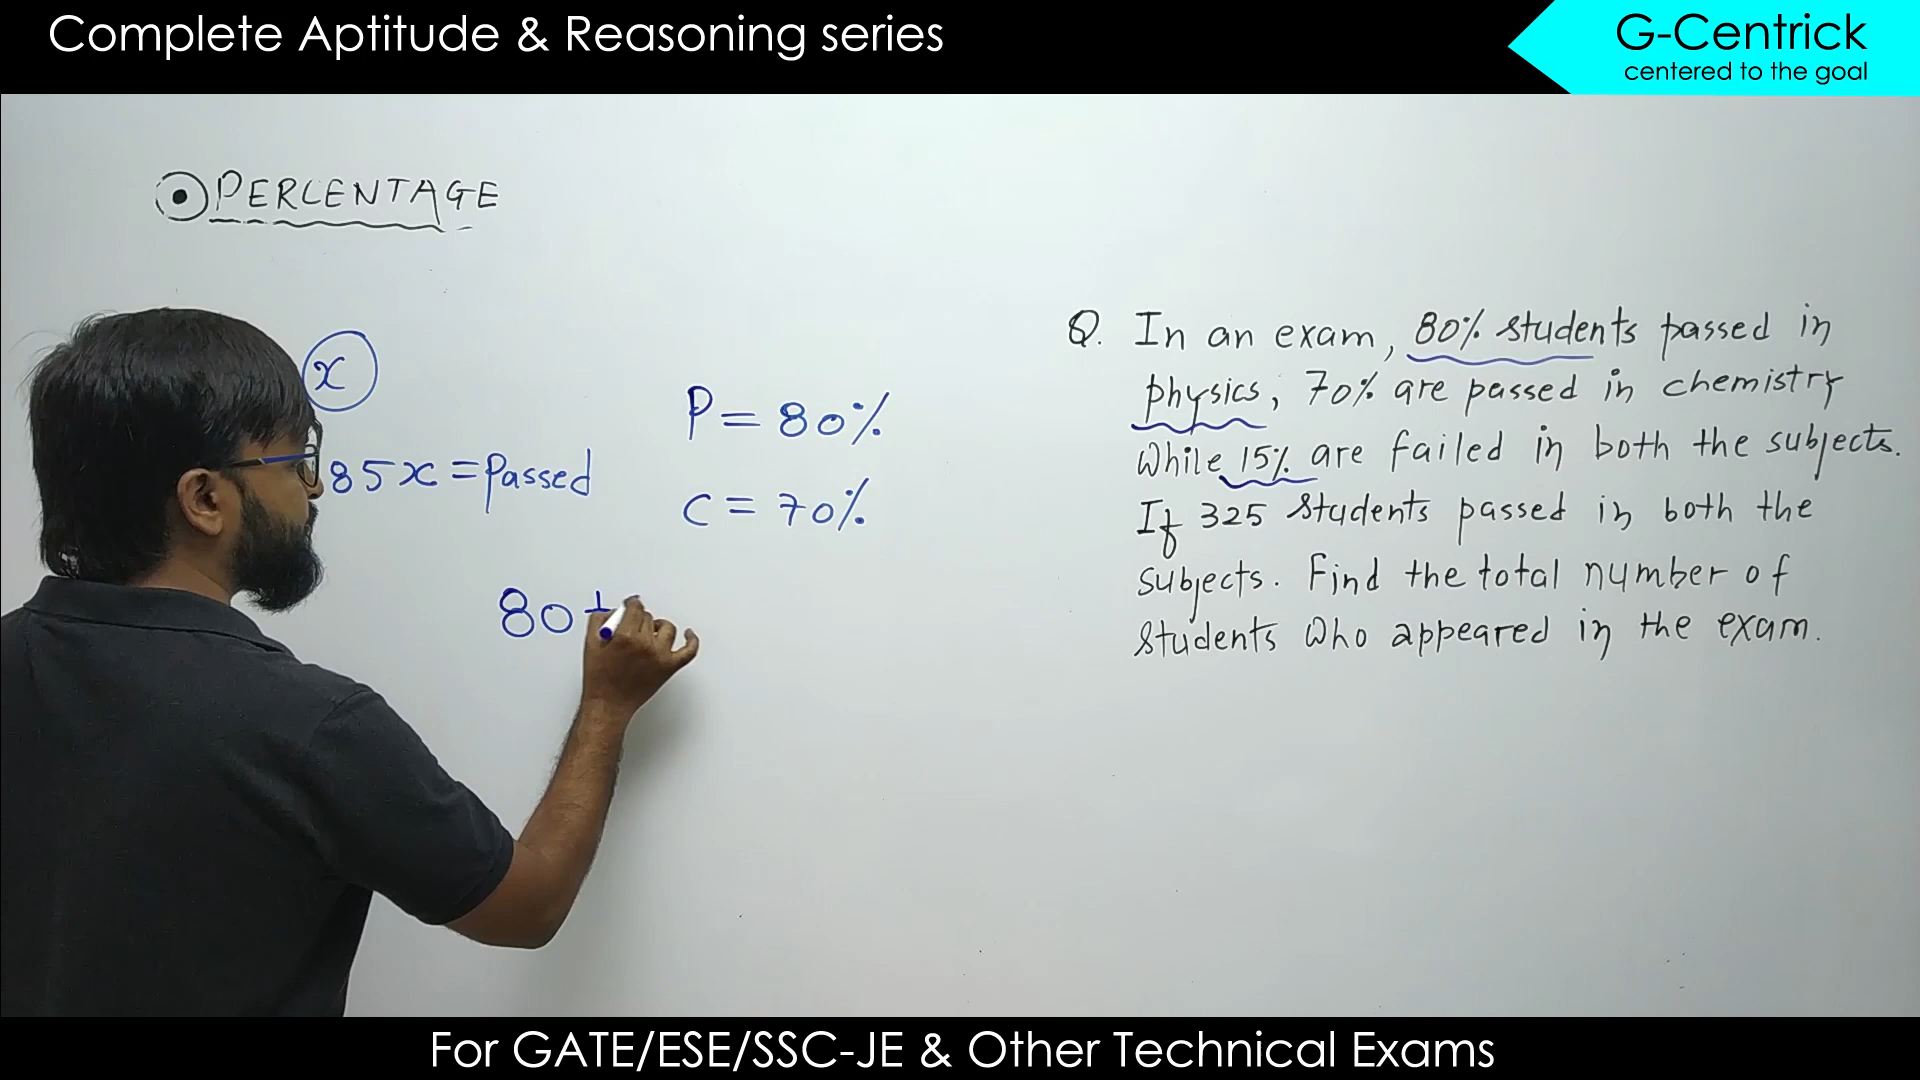 Complete Aptitude & Reasoning series
G-Centrick
centered to the goal
PERCENTAGE
x
85x = Passed
P = 80%
C = 70%
80 +
Q. In an exam, 80% students passed in
physics, 70% are passed in chemistry
While 15% are failed in both the subjects.
If 325 students passed in both the
subjects. Find the total number of
students who appeared in the exam.
For GATE/ESE/SSC-JE & Other Technical Exams